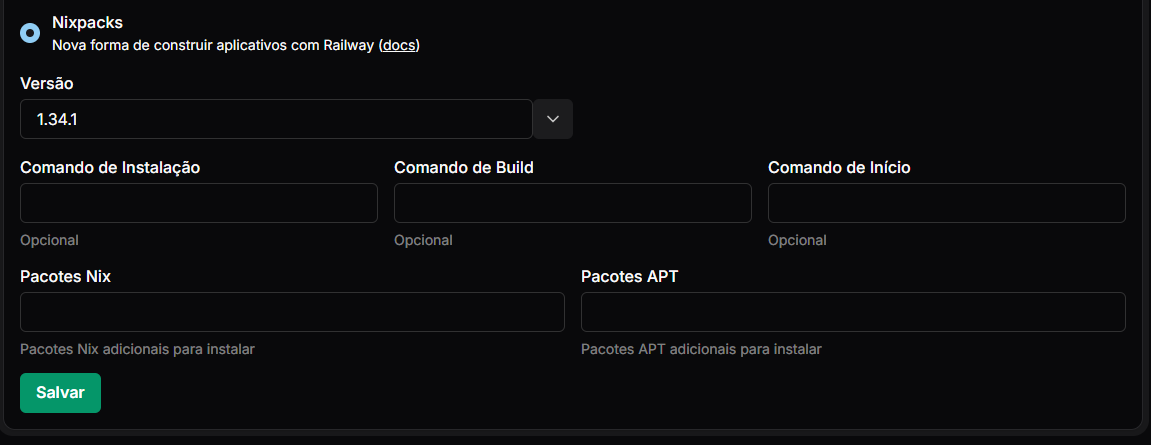 Nixpacks
Nova forma de construir aplicativos com Railway (docs)
Versão
1.34.1
Comando de Instalação
Comando de Build
Comando de Início
Opcional
Opcional
Opcional
Pacotes Nix
Pacotes APT
Pacotes Nix adicionais para instalar
Pacotes APT adicionais para instalar
Salvar